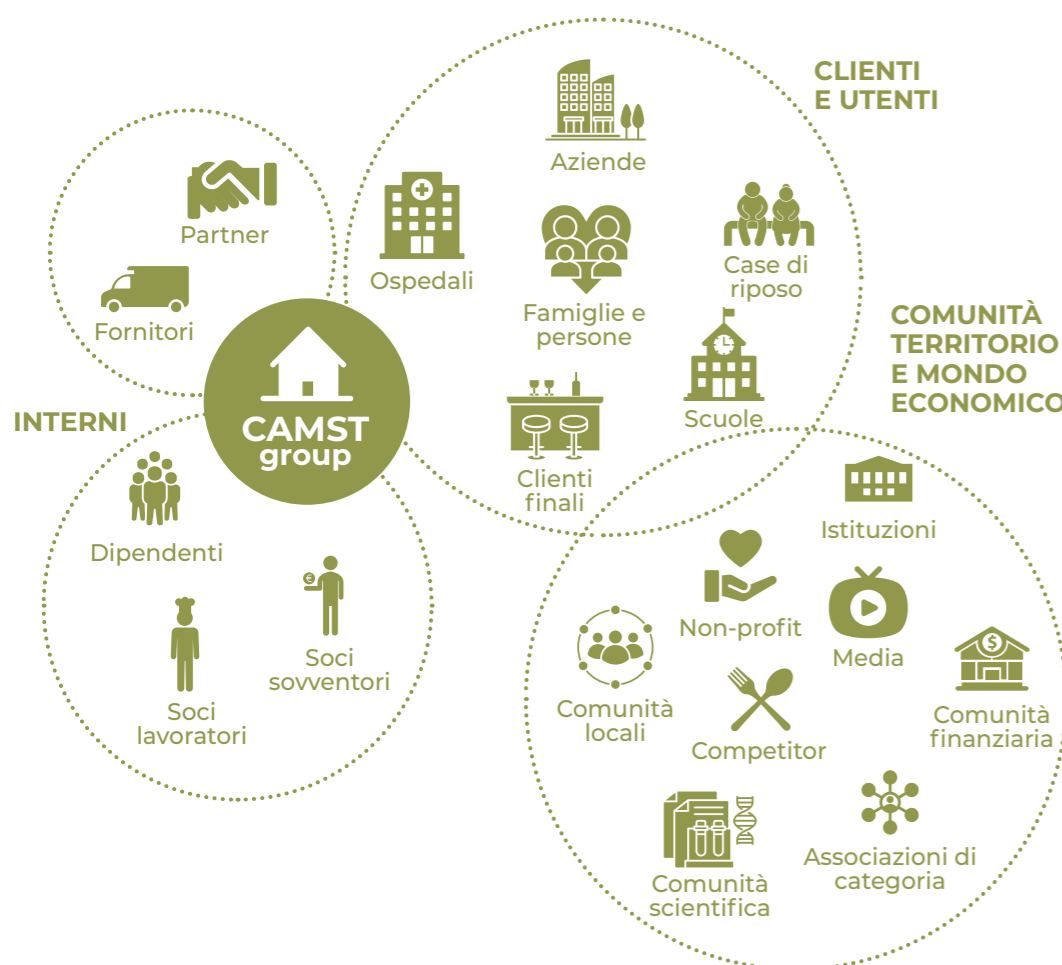 CLIENTI
E UTENTI
Aziende
Partner
Ospedali
Case di
riposo
Fornitori
Famiglie e
persone
COMUNITÀ
TERRITORIO
E MONDO
ECONOMICO
Scuole
INTERNI
CAMST
group
Clienti
finali
Istituzioni
Dipendenti
Non-profit
Media
Soci
sovventori
Soci
lavoratori
Comunità
locali
Competitor
Comunità
finanziaria
Associazioni di
categoria
Comunità
scientifica